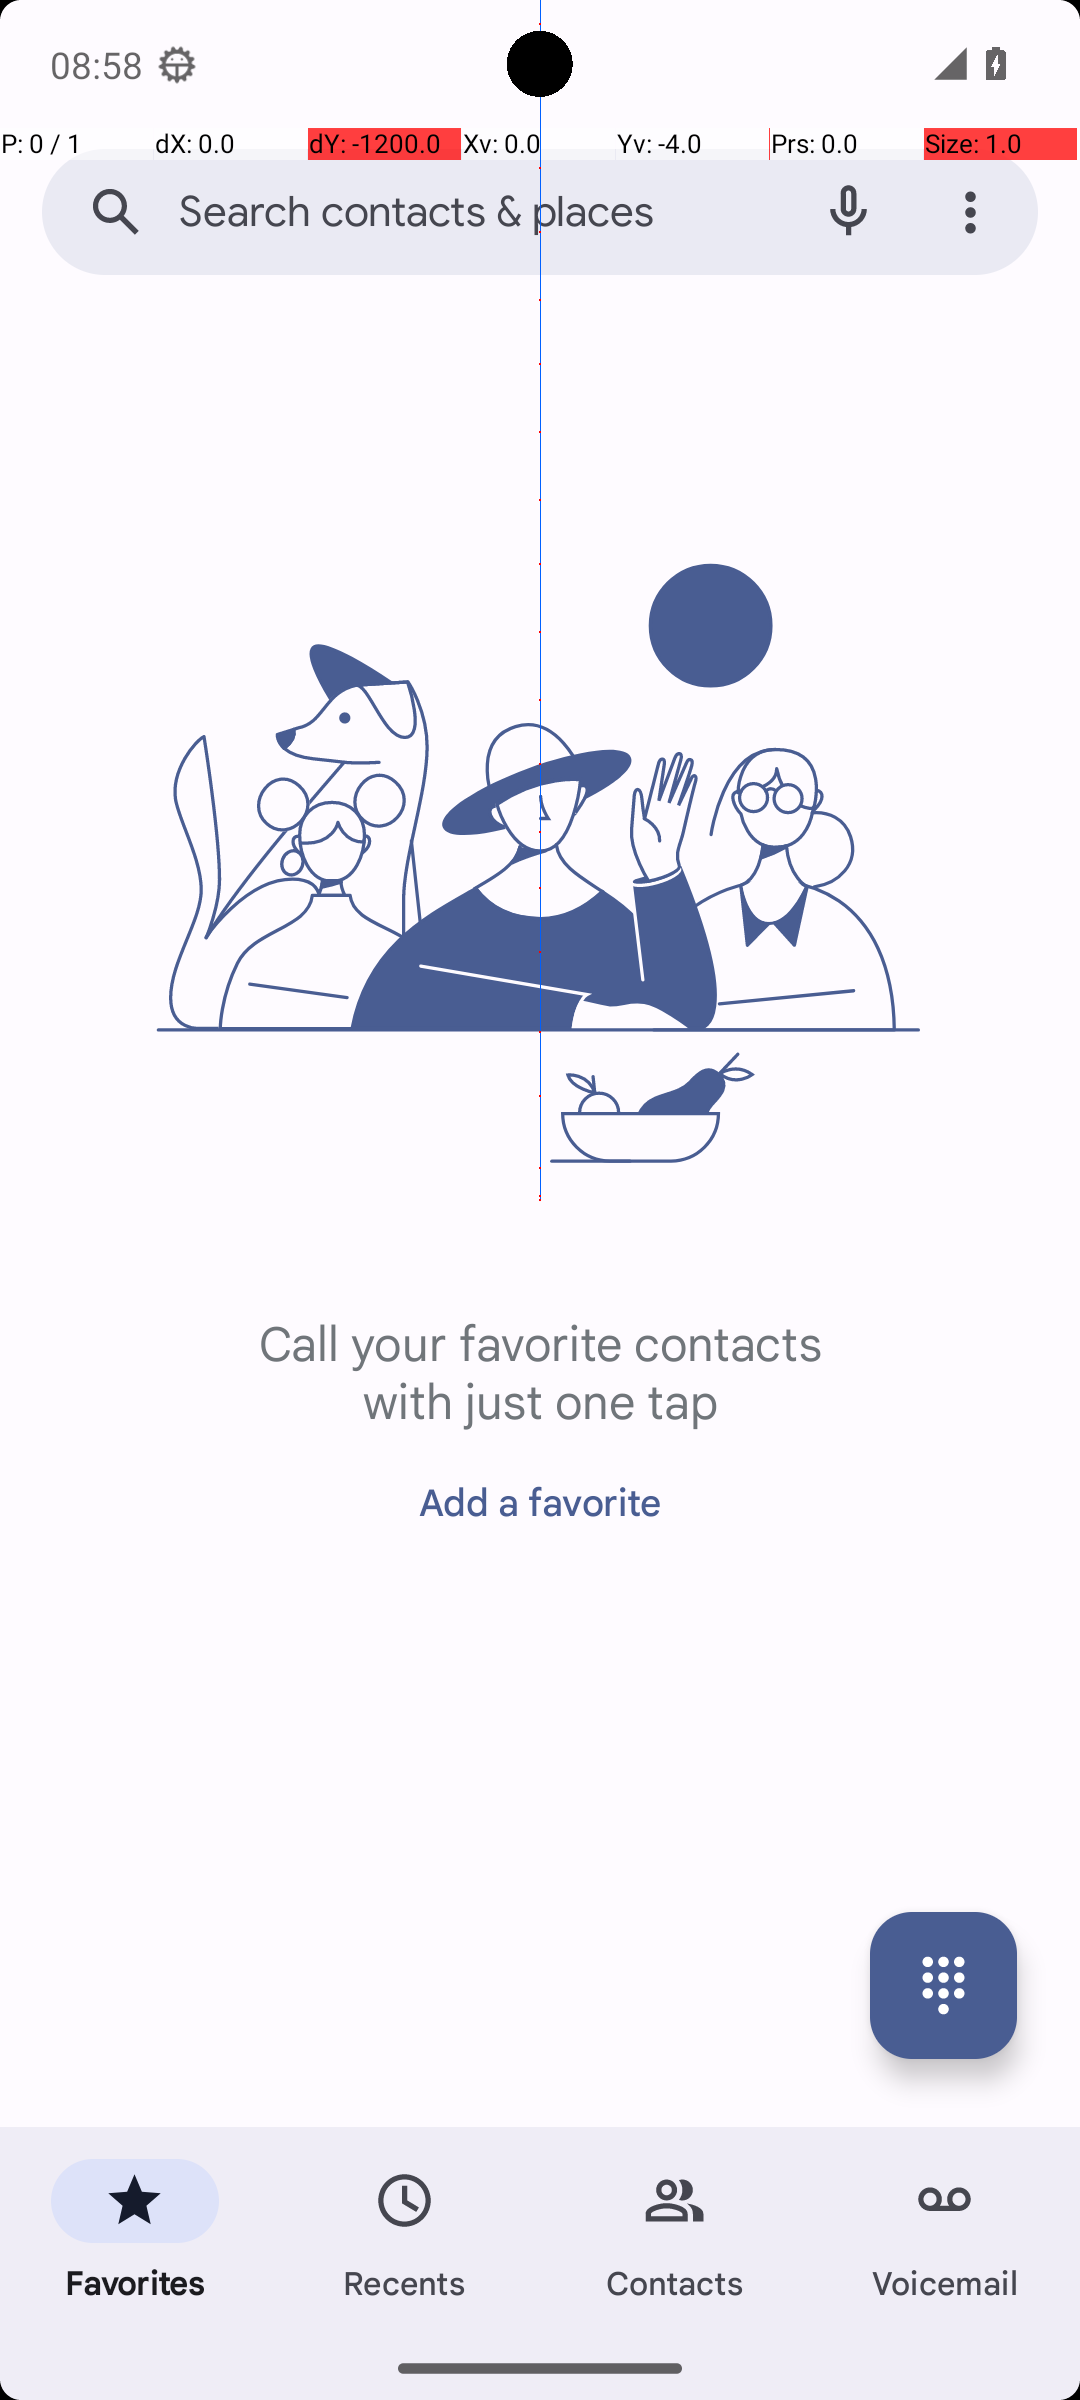 08:58
P: 0 / 1 dX: 0.0 dY: -1200.0 Xv: 0.0 Yv: -4.0 Prs: 0.0 Size: 1.0
Search contacts & places
Call your favorite contacts
with just one tap
Add a favorite
Favorites Recents Contacts Voicemail